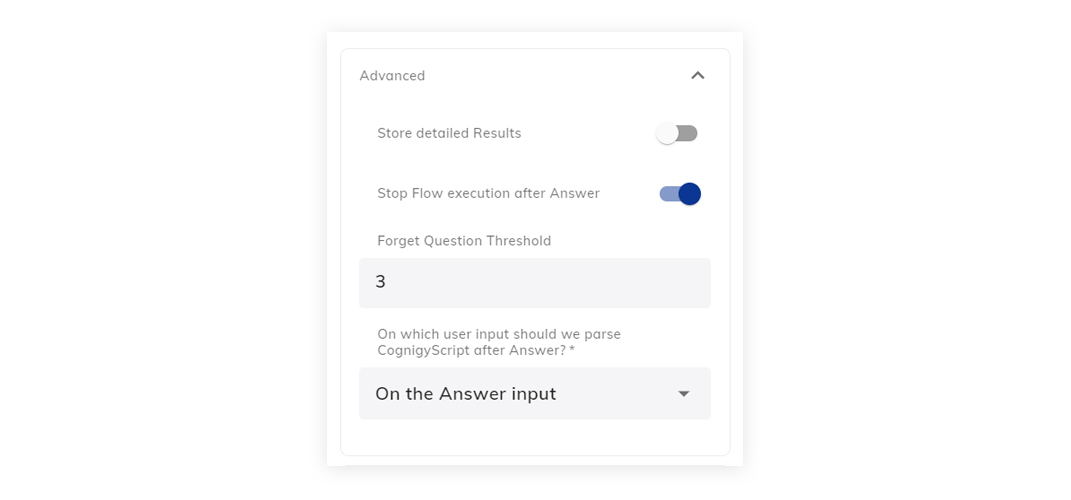 Advanced
Store detailed Results
Stop Flow execution after Answer
Forget Question Threshold
3
On which user input should we parse
CognigyScript after Answer? *
On the Answer input